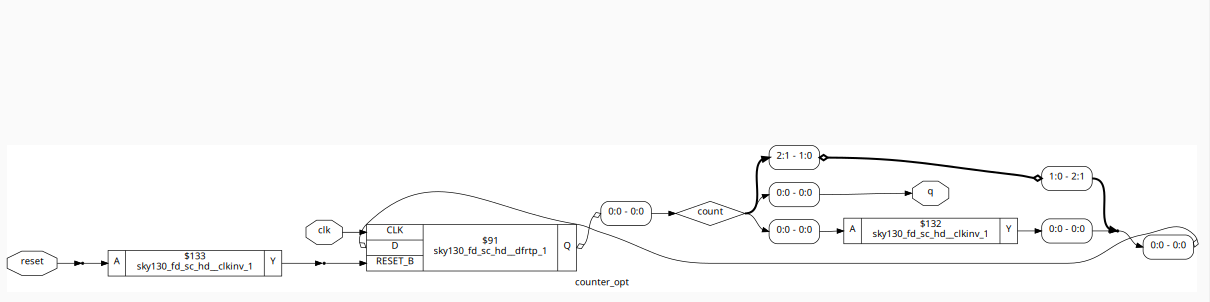 2:1 - 1:0
1:0 - 2:1
0:0 - 0:0
q
0:0 - 0:0
count
clk
CLK
D
RESET_B
$91
sky130_fd_sc_hd__dfrtp_1
Q
0:0 - 0:0
A
$132
sky130_fd_sc_hd__clkinv_1
Y
0:0 - 0:0
0:0 - 0:0
reset
A
$133
sky130_fd_sc_hd__clkinv_1
Y
counter_opt